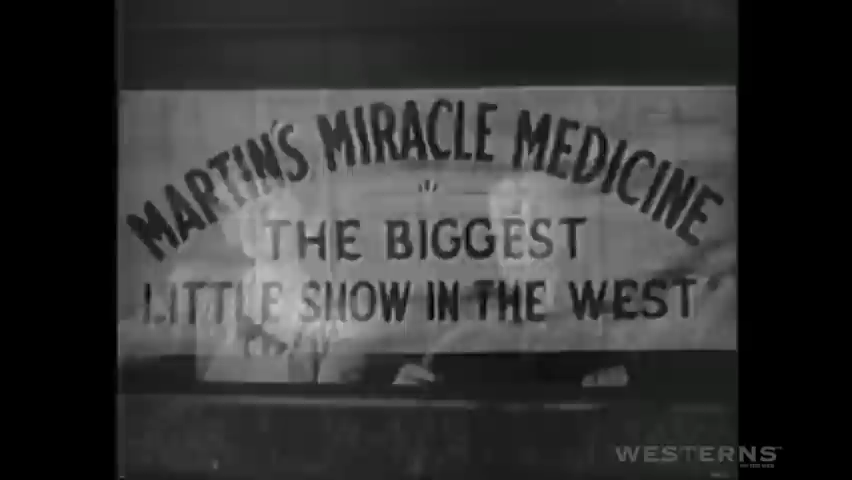 MARTIN'S MIRACLE MEDICINE
THE BIGGEST
LITTLE SHOW IN THE WEST
WESTERNS